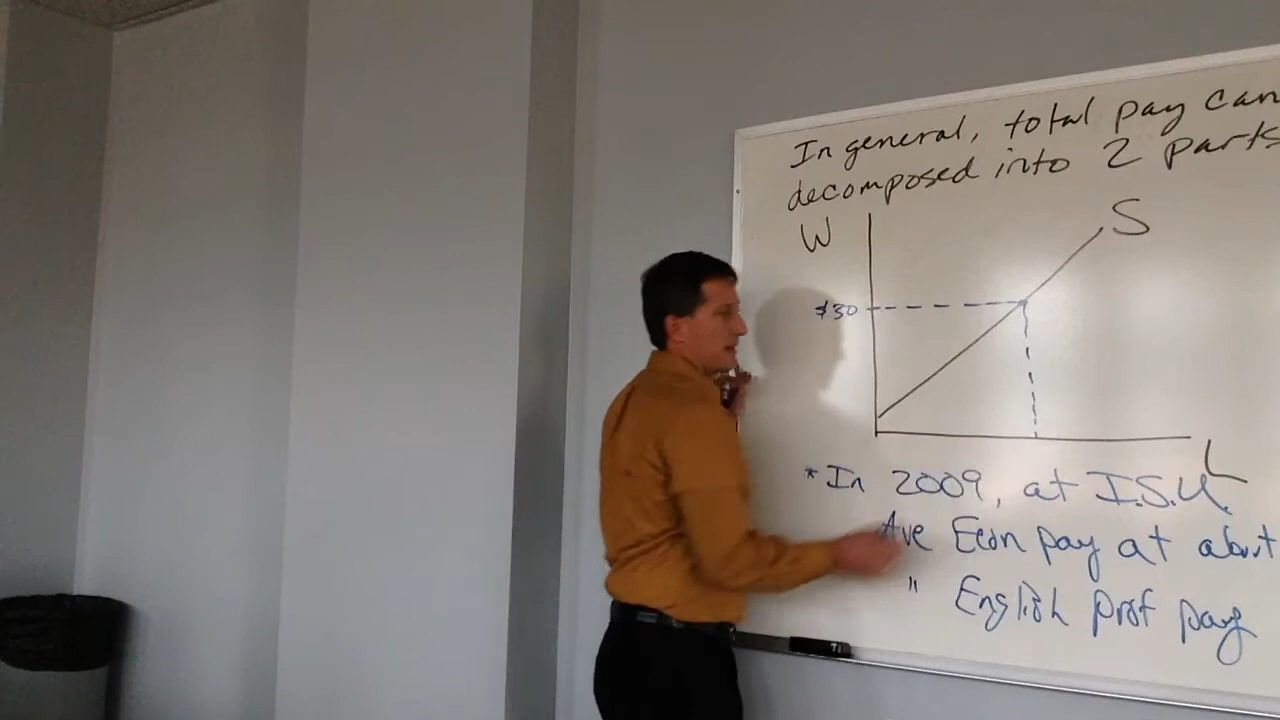 In general, total pay can
decomposed into 2 parts
W
S
$30
L
*In 2009, at I.S.U.
Ave Econ pay at about
" English prof pay